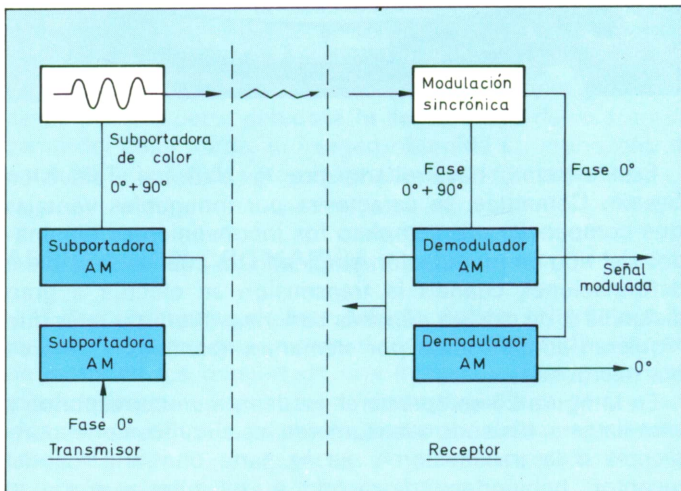 Subportadora
de color
0°+90°
Subportadora
AM
Subportadora
AM
Fase 0°
Transmisor
Modulación
sincrónica
Fase
0°+90°
Fase 0°
Demodulador
AM
Señal
modulada
Demodulador
AM
0°
Receptor